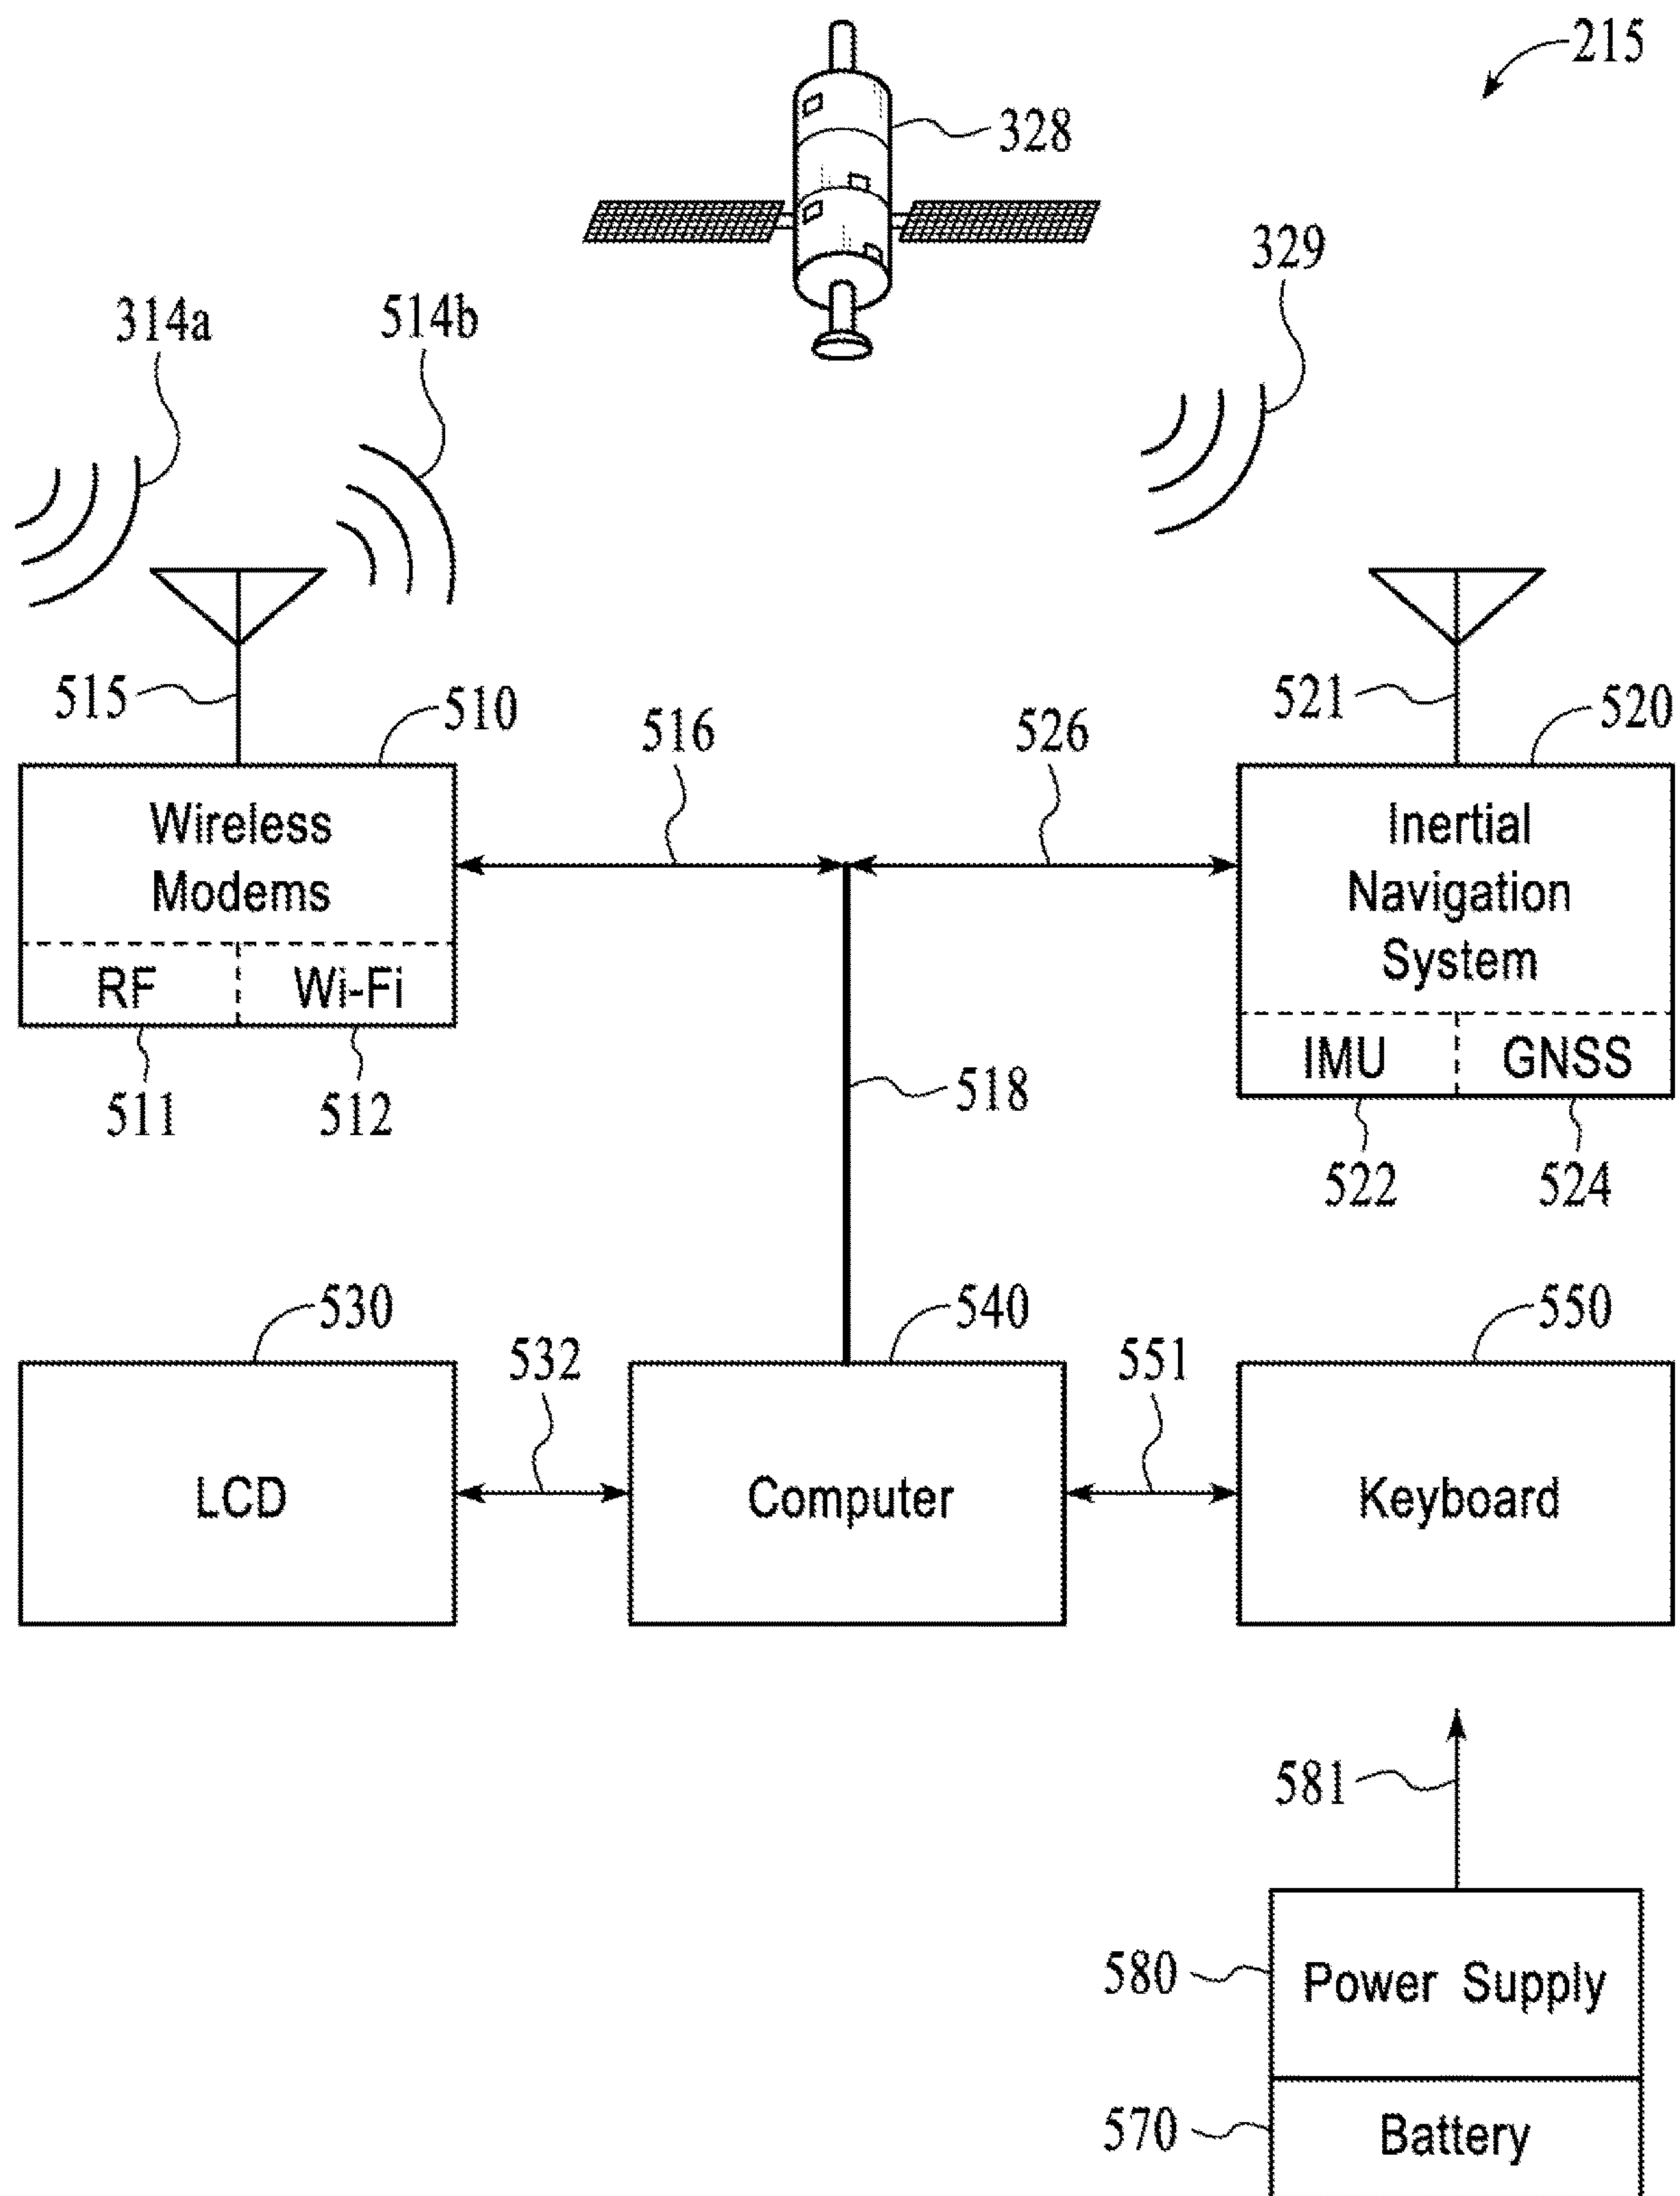 215
328
329
314a
514b
515
510
516
526
521
520
Wireless
Modems
RF
Wi-Fi
Inertial
Navigation
System
IMU
GNSS
511
512
518
522
524
530
532
540
551
550
LCD
Computer
Keyboard
581
580
Power Supply
570
Battery